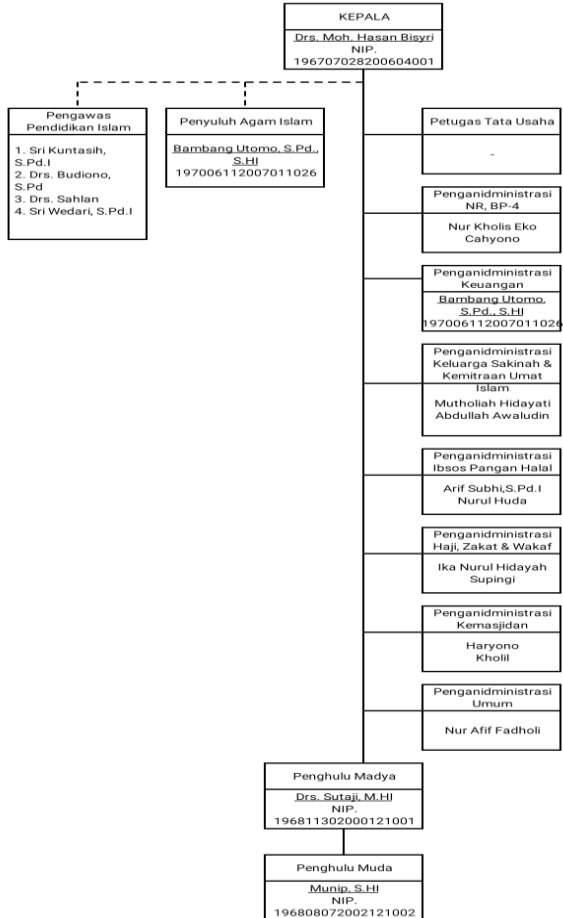 KEPALA
Drs. Moh. Hasan Bisyri
NIP.
196707028200604001
Pengawas
Pendidikan Islam
1. Sri Kuntasih,
S.Pd.I
2. Drs. Budiono,
S.Pd
3. Drs. Sahlan
4. Sri Wedari, S.Pd.I
Penyuluh Agam Islam
Bambang Utomo, S.Pd.,
S.HI
197006112007011026
Petugas Tata Usaha
-
Penganidministrasi
NR, BP-4
Nur Kholis Eko
Cahyono
Penganidministrasi
Keuangan
Bambang Utomo,
S.Pd., S.HI
197006112007011026
Penganidministrasi
Keluarga Sakinah &
Kemitraan Umat
Islam
Mutholiah Hidayati
Abdullah Awaludin
Penganidministrasi
Ibsos Pangan Halal
Arif Subhi,S.Pd.I
Nurul Huda
Penganidministrasi
Haji, Zakat & Wakaf
Ika Nurul Hidayah
Supingi
Penganidministrasi
Kemasjidan
Haryono
Kholil
Penganidministrasi
Umum
Nur Afif Fadholi
Penghulu Madya
Drs. Sutaji, M.HI
NIP.
196811302000121001
Penghulu Muda
Munip, S.HI
NIP.
196808072002121002